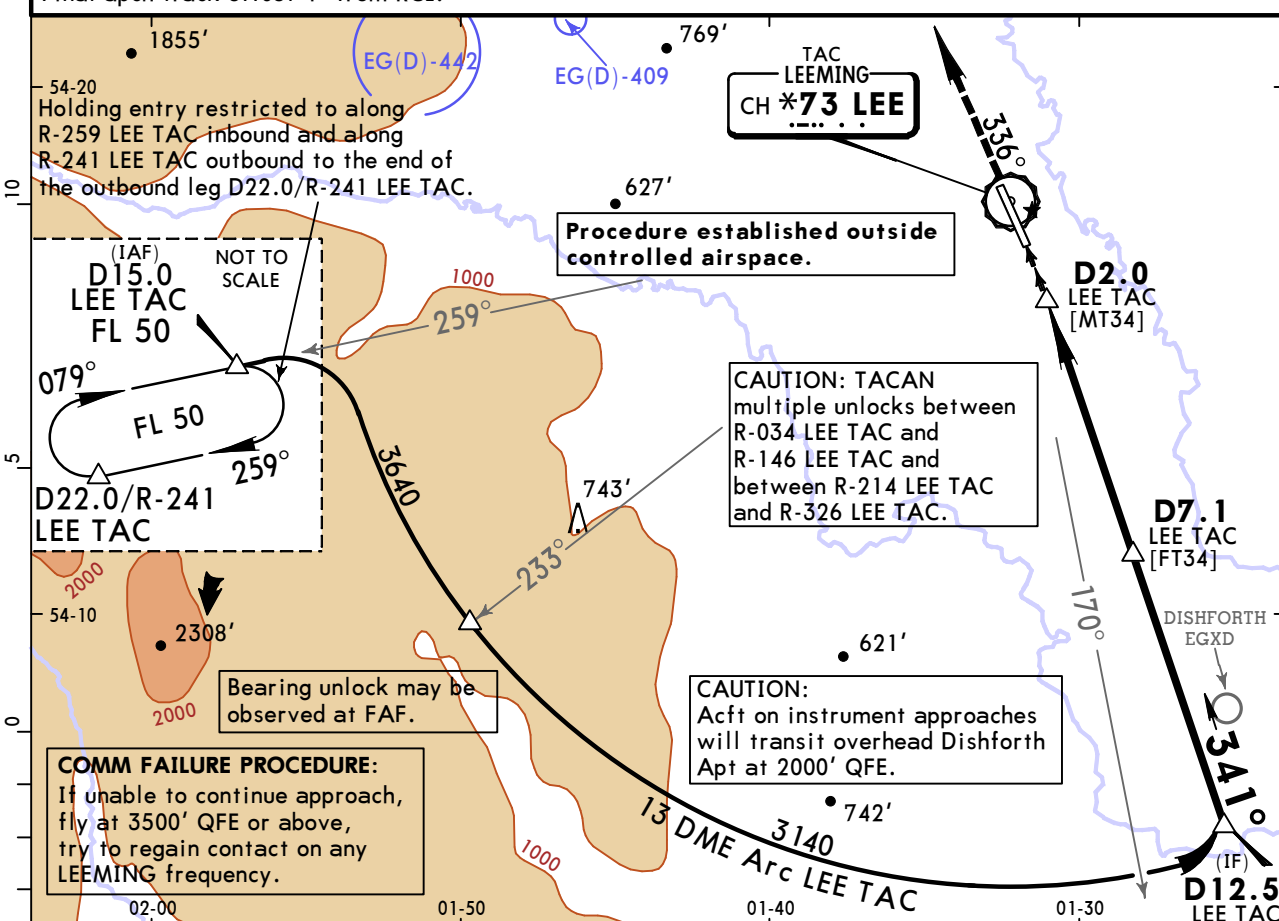 1855'
EG(D)-442
EG(D)-409
769'
TAC
LEEMING
CH *73 LEE
336°
54-20
Holding entry restricted to along
R-259 LEE TAC inbound and along
R-241 LEE TAC outbound to the end of
the outbound leg D22.0/R-241 LEE TAC.
10
627'
Procedure established outside
controlled airspace.
(IAF)
D15.0
LEE TAC
FL 50
NOT TO
SCALE
1000
259°
D2.0
LEE TAC
[MT34]
079°
FL 50
259°
D22.0/R-241
LEE TAC
CAUTION: TACAN
multiple unlocks between
R-034 LEE TAC and
R-146 LEE TAC and
between R-214 LEE TAC
and R-326 LEE TAC.
5
3640
743'
233°
D7.1
LEE TAC
[FT34]
2000
54-10
2308'
2000
170°
DISHFORTH
EGXD
621'
Bearing unlock may be
observed at FAF.
CAUTION:
Acft on instrument approaches
will transit overhead Dishforth
Apt at 2000' QFE.
0
341°
COMM FAILURE PROCEDURE:
If unable to continue approach,
fly at 3500' QFE or above,
try to regain contact on any
LEEMING frequency.
742'
3140
13 DME Arc LEE TAC
1000
(IF)
D12.5
LEE TAC
02-00
01-50
01-40
01-30